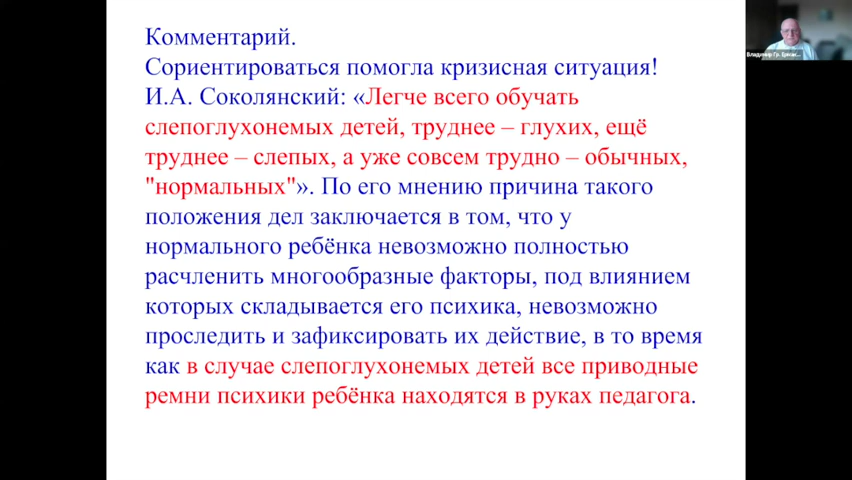 Комментарий.
Сориентироваться помогла кризисная ситуация!
И.А. Соколянский: «Легче всего обучать
слепоглухонемых детей, труднее – глухих, ещё
труднее – слепых, а уже совсем трудно – обычных,
"нормальных"». По его мнению причина такого
положения дел заключается в том, что у
нормального ребёнка невозможно полностью
расчленить многообразные факторы, под влиянием
которых складывается его психика, невозможно
проследить и зафиксировать их действие, в то время
как в случае слепоглухонемых детей все приводные
ремни психики ребёнка находятся в руках педагога.
Владимир Гр.